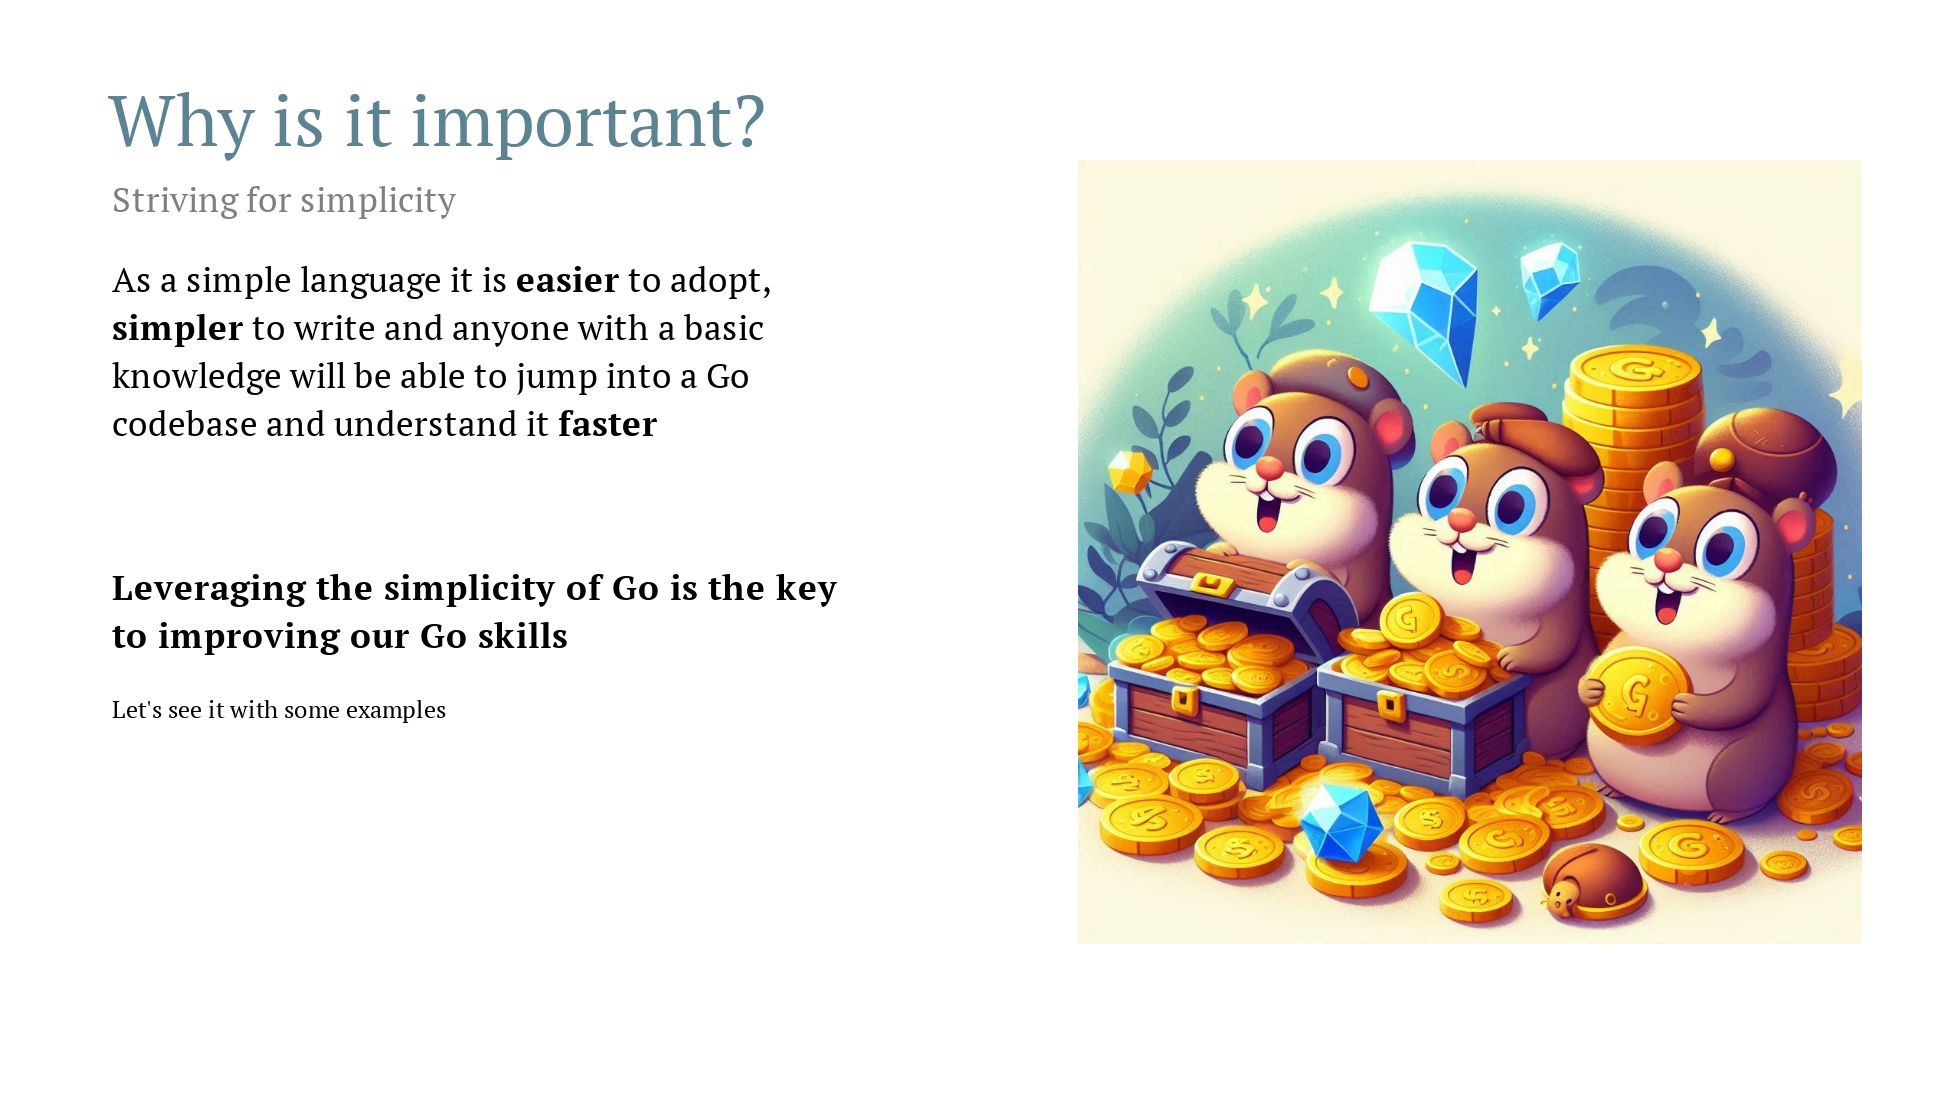 Why is it important?
Striving for simplicity
As a simple language it is easier to adopt,
simpler to write and anyone with a basic
knowledge will be able to jump into a Go
codebase and understand it faster
Leveraging the simplicity of Go is the key
to improving our Go skills
Let's see it with some examples
G
G
G
G
G
$
$